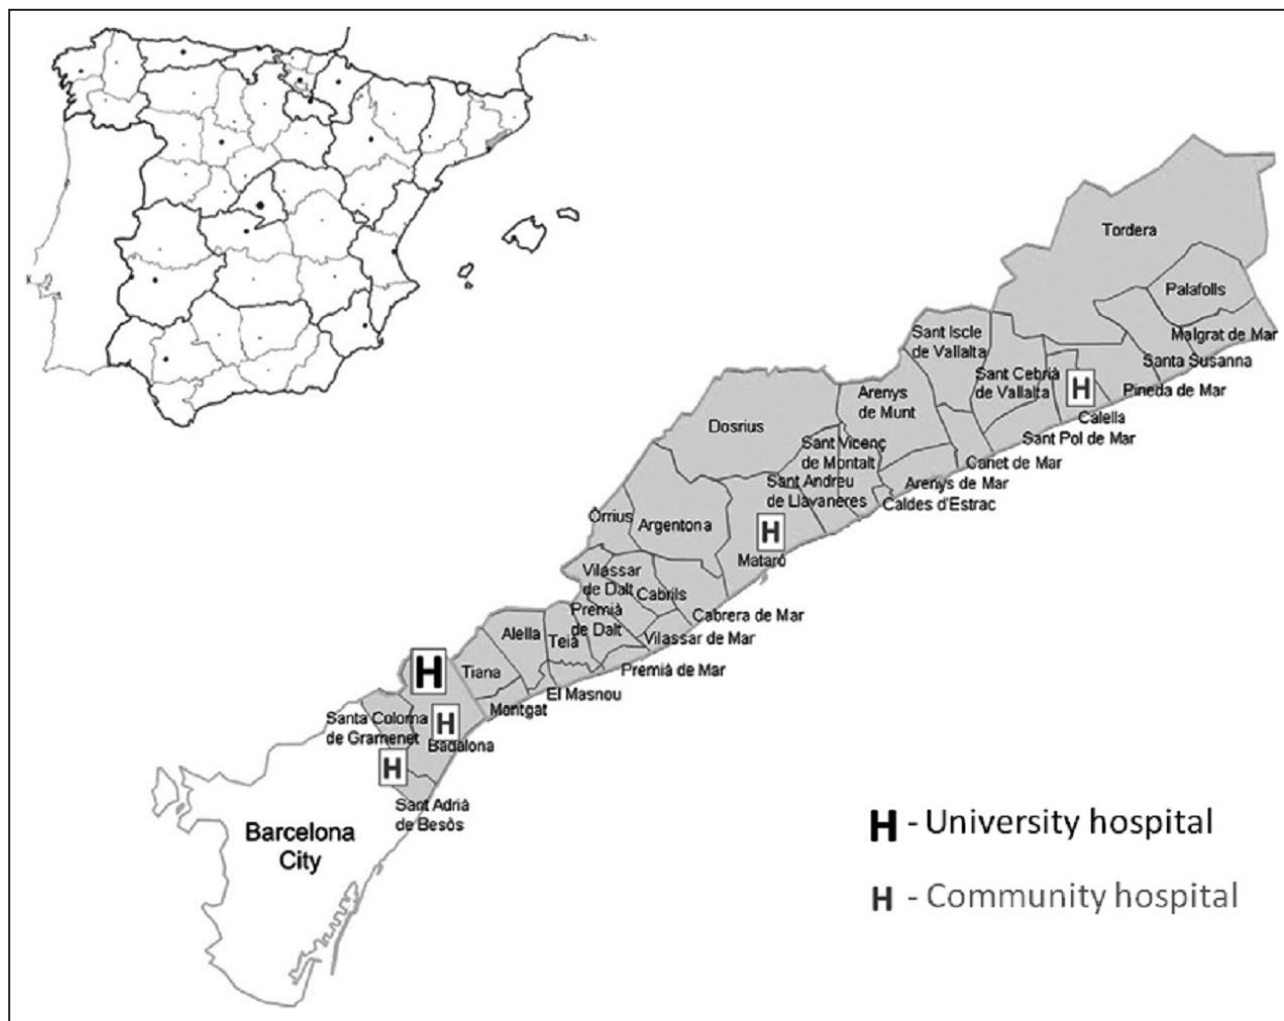 Tordera
Palafolls
Malgrat de Mar
Santa Susanna
Pineda de Mar
Sant Iscle
de Vallalta
Sant Cebrià
de Vallalta
H
Calella
Sant Pol de Mar
Canet de Mar
Arenys
de Munt
Arenys de Mar
Caldes d'Estrac
Sant Vicenç
de Montalt
Sant Andreu
de Llavaneres
Dosrius
H
Mataró
Òrrius
Argentona
Vilassar
de Dalt
Cabrils
Cabrera de Mar
Premià
de Dalt
Vilassar de Mar
Premià de Mar
Alella
Teià
El Masnou
Tiana
Montgat
H
Santa Coloma
de Gramenet
H
Badalona
H
Sant Adrià
de Besòs
Barcelona
City
H - University hospital
H - Community hospital